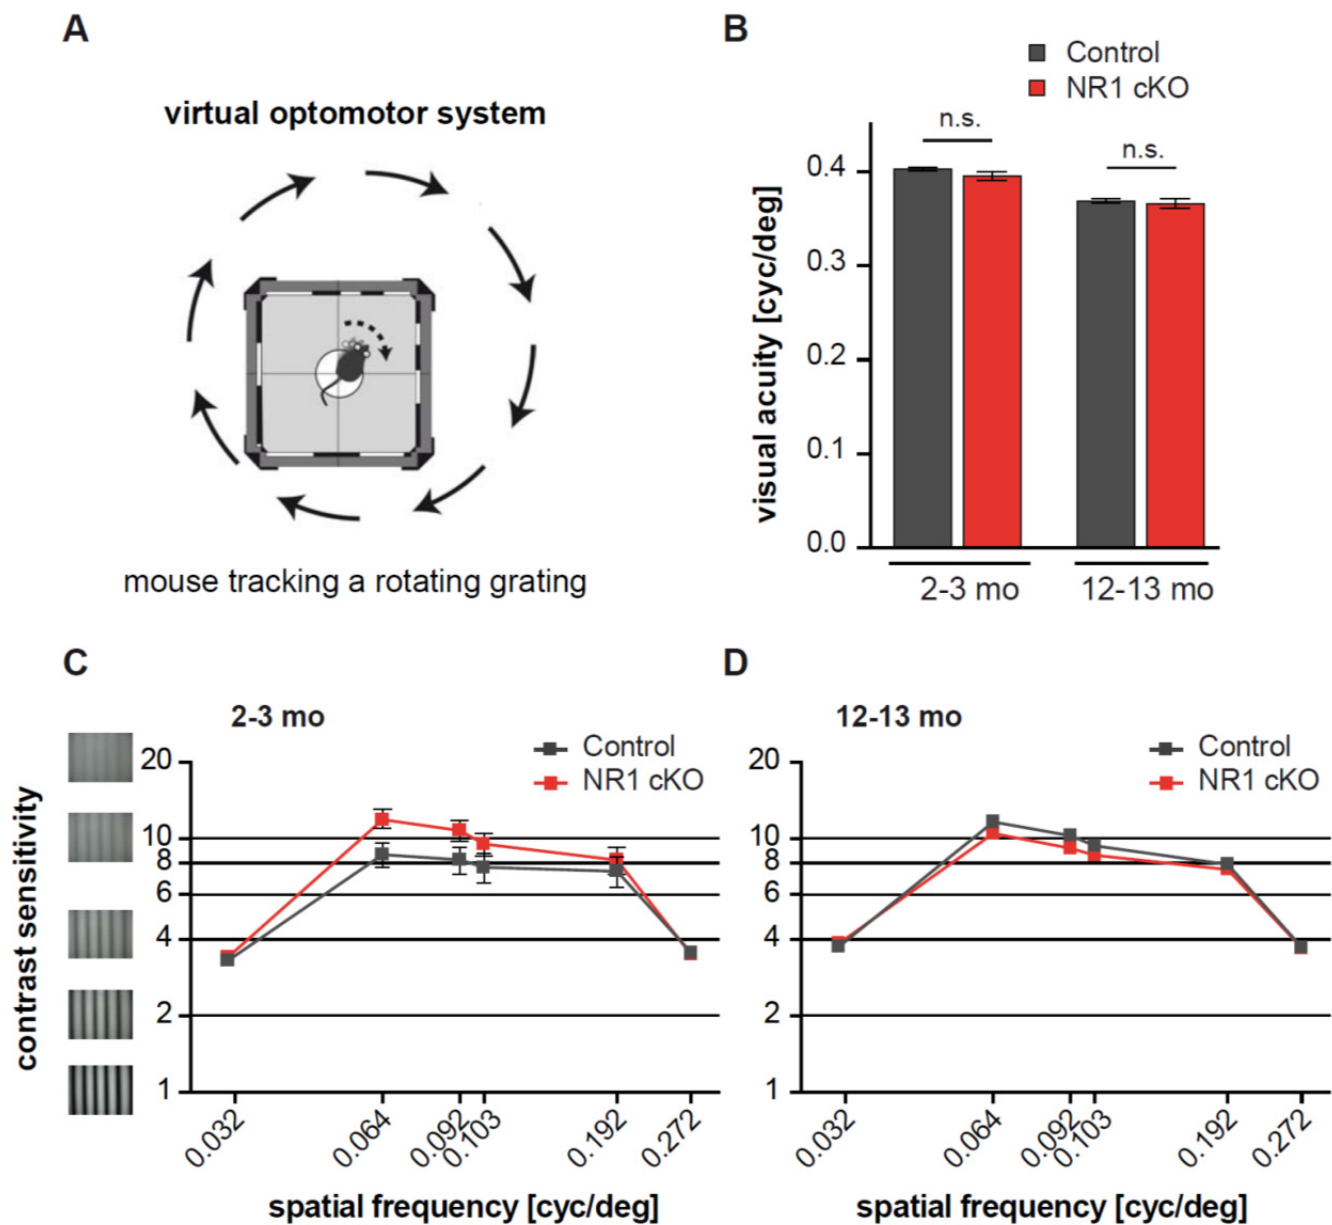 A
virtual optomotor system
mouse tracking a rotating grating
B
Control
NR1 cKO
n.s.
n.s.
visual acuity [cyc/deg]
0.4
0.3
0.2
0.1
0.0
2-3 mo
12-13 mo
C
2-3 mo
Control
NR1 cKO
contrast sensitivity
20
10
8
6
4
2
1
0.032
0.064
0.092
0.103
0.192
0.272
spatial frequency [cyc/deg]
D
12-13 mo
Control
NR1 cKO
20
10
8
6
4
2
1
0.032
0.064
0.092
0.103
0.192
0.272
spatial frequency [cyc/deg]